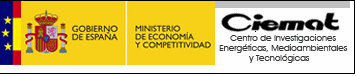 GOBIERNO
DE ESPAÑA
MINISTERIO
DE ECONOMÍA
Y COMPETITIVIDAD
Ciemat
Centro de Investigaciones
Energéticas, Medioambientales
y Tecnológicas